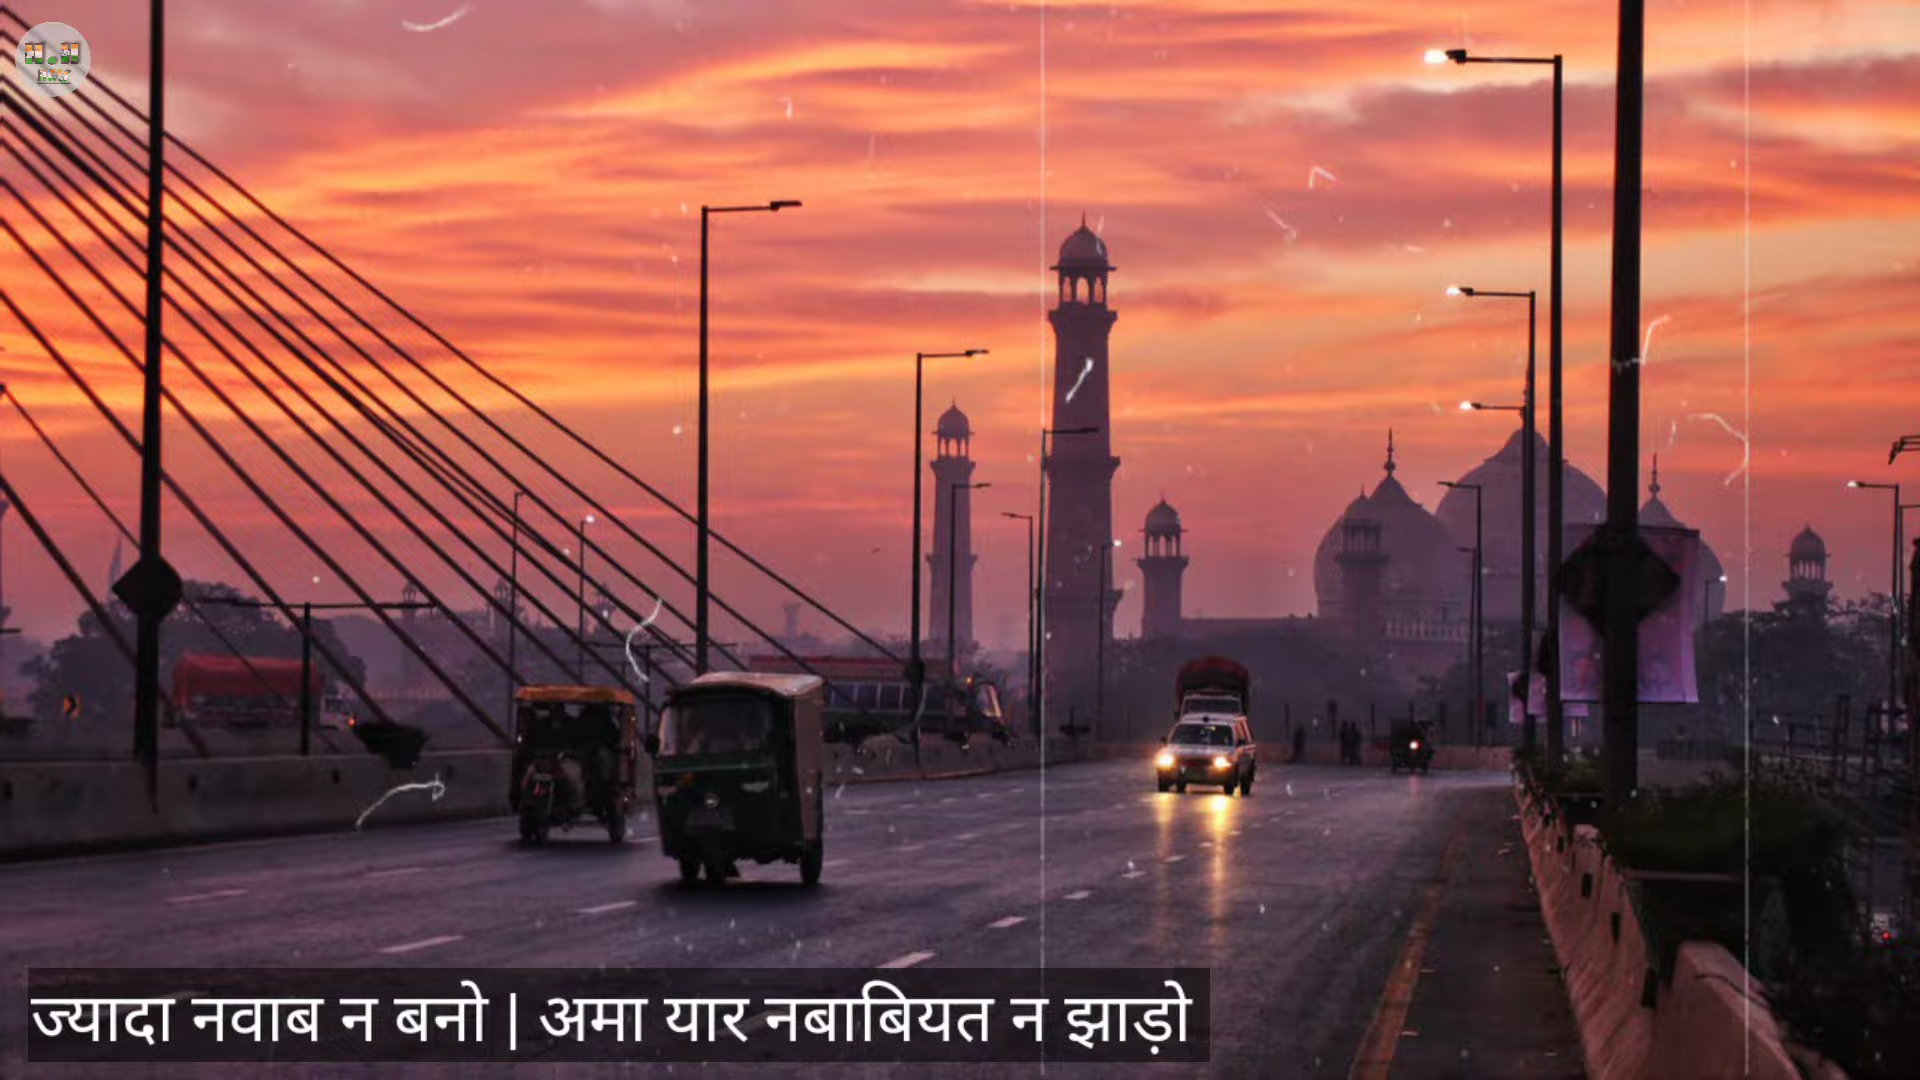 ज्यादा नवाब न बनो | अमा यार नबाबियत न झाड़ो